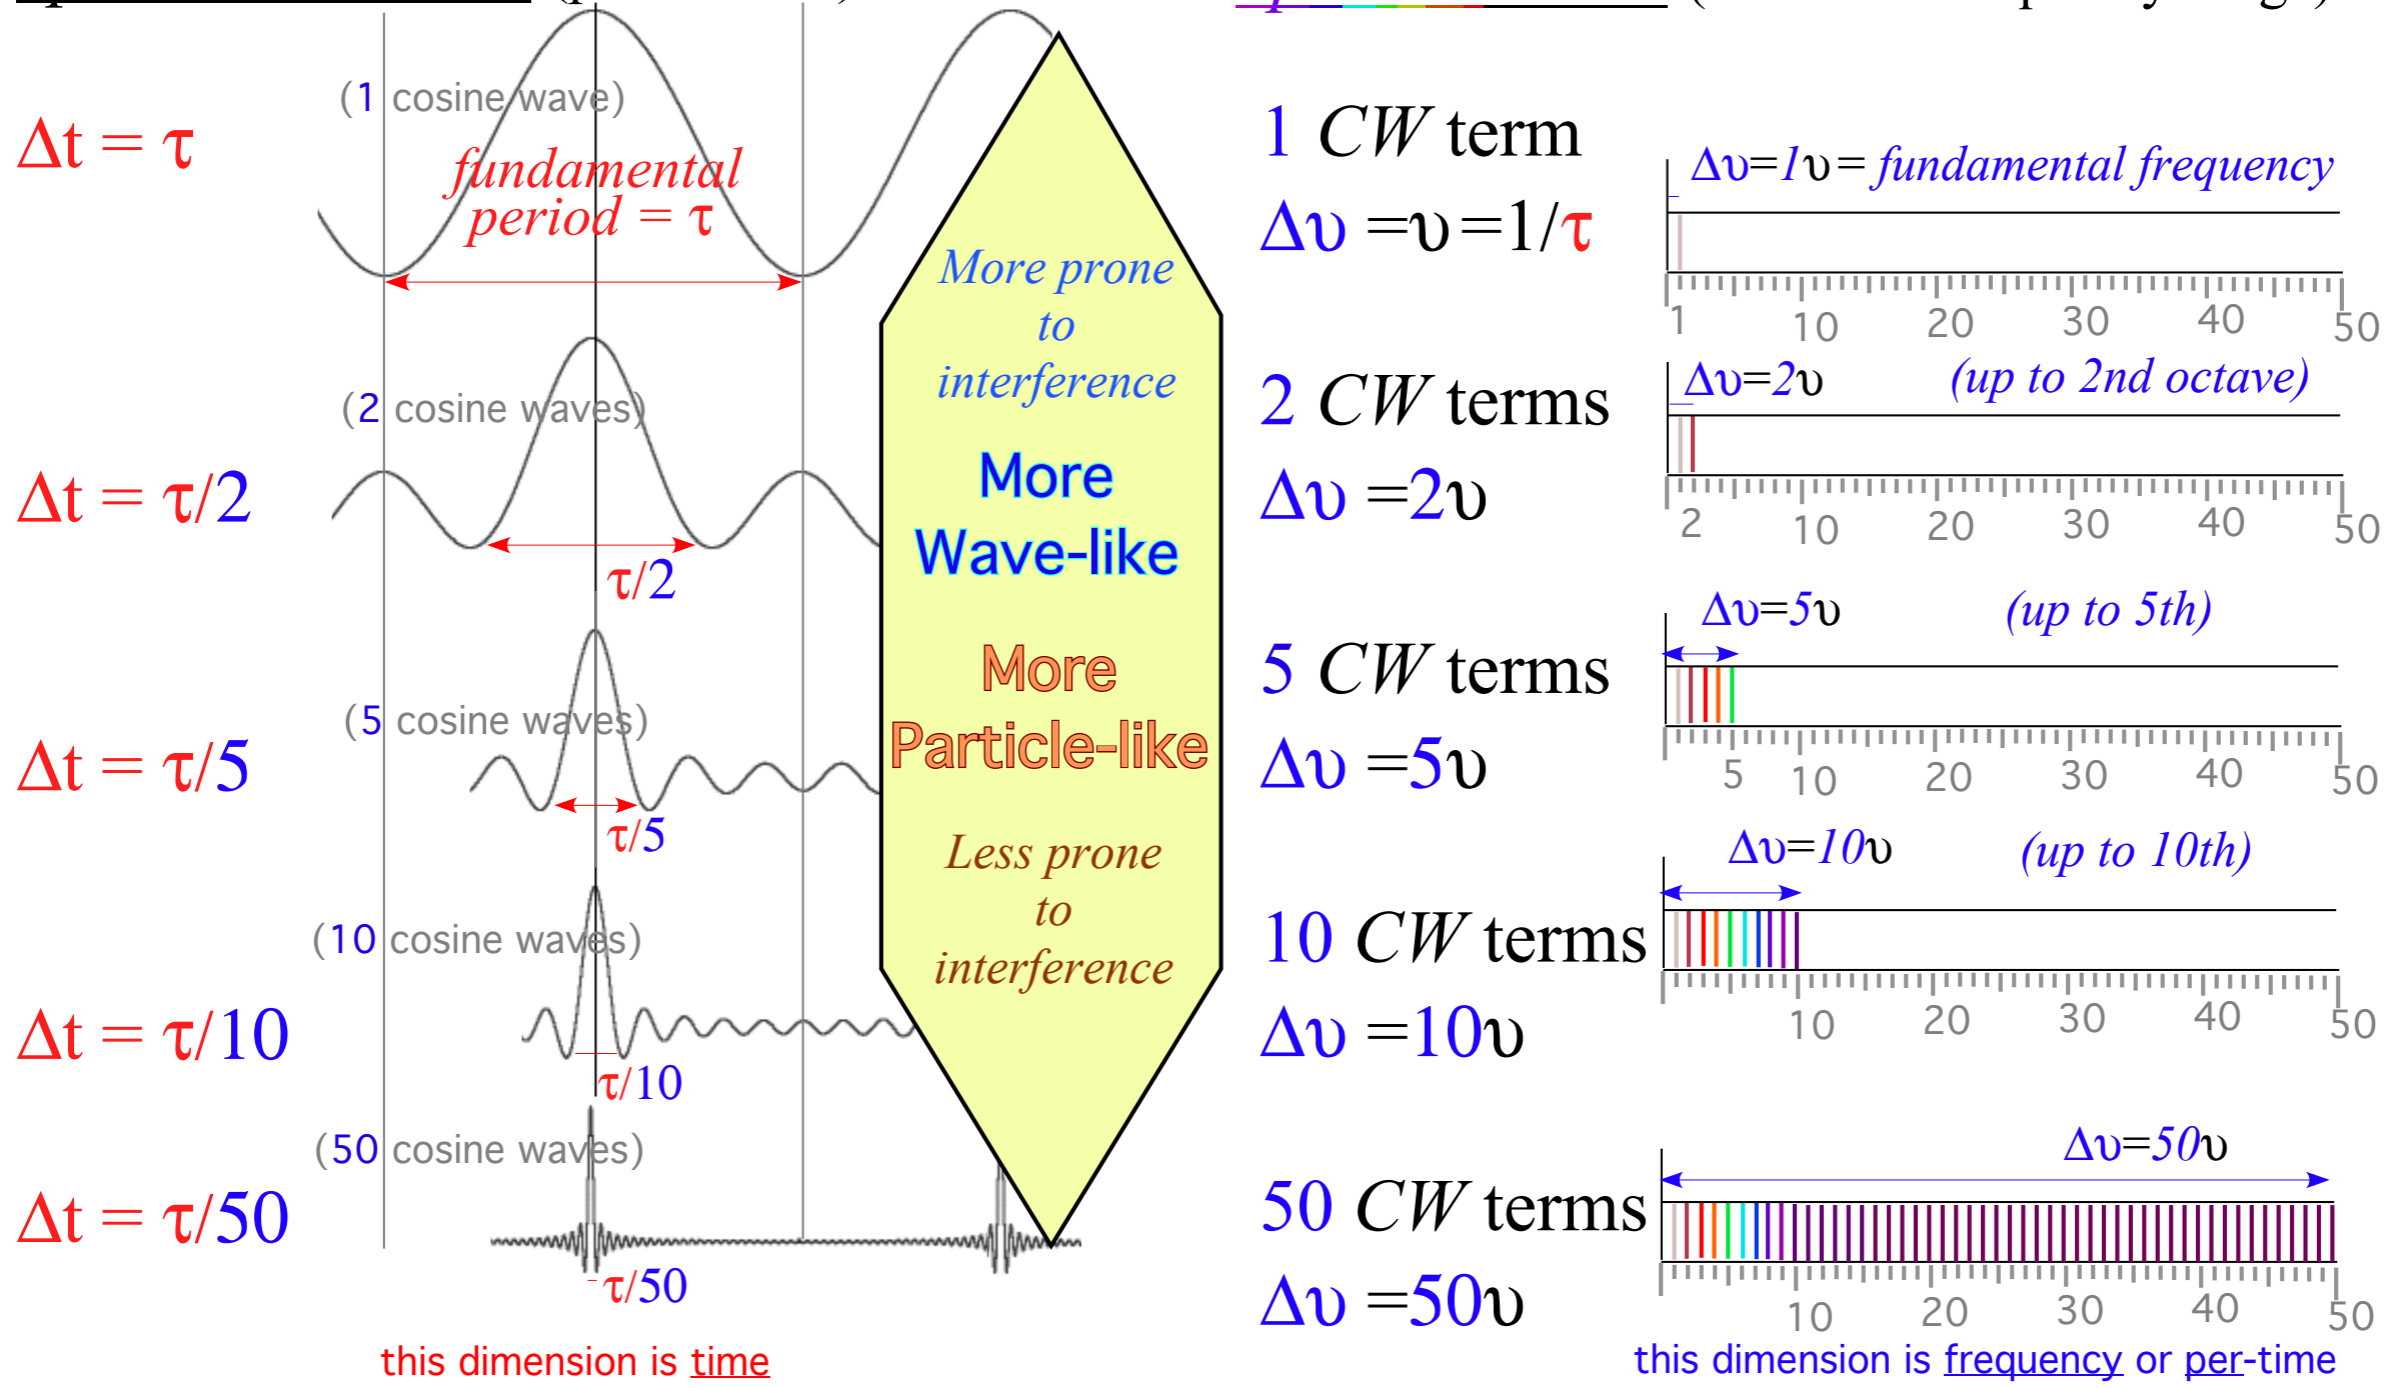 (1 cosine wave)
Δt = τ
fundamental
period = τ
(2 cosine waves)
Δt = τ/2
τ/2
(5 cosine waves)
Δt = τ/5
τ/5
(10 cosine waves)
Δt = τ/10
τ/10
(50 cosine waves)
Δt = τ/50
τ/50
this dimension is time
More prone
to
interference
More
Wave-like
More
Particle-like
Less prone
to
interference
1 CW term
Δυ =υ=1/τ
Δυ=1υ= fundamental frequency
1 10 20 30 40 50
2 CW terms
Δυ =2υ
Δυ=2υ (up to 2nd octave)
2 10 20 30 40 50
5 CW terms
Δυ =5υ
Δυ=5υ (up to 5th)
5 10 20 30 40 50
10 CW terms
Δυ =10υ
Δυ=10υ (up to 10th)
10 20 30 40 50
50 CW terms
Δυ =50υ
Δυ=50υ
10 20 30 40 50
this dimension is frequency or per-time